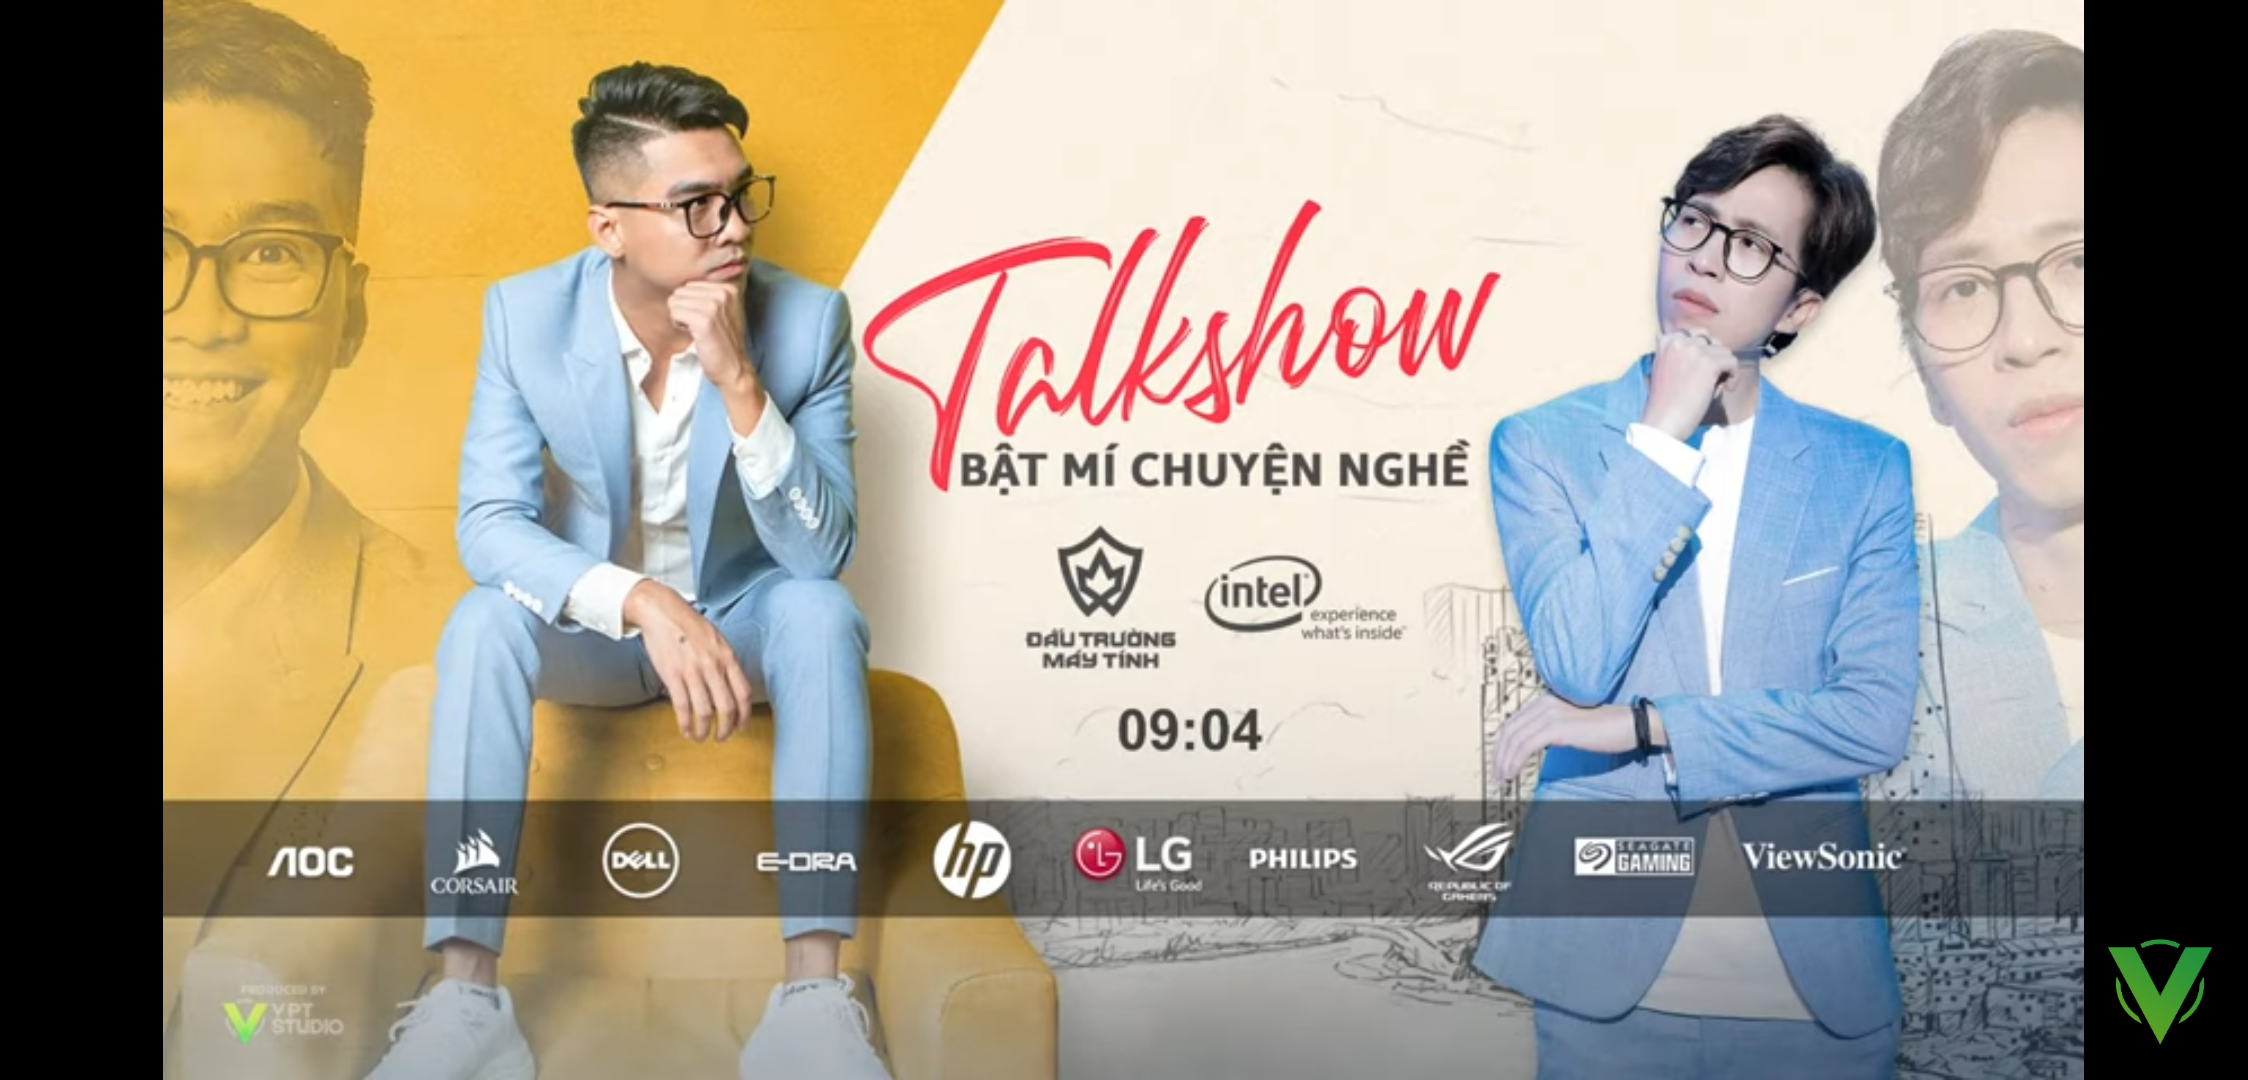 Talkshow
BẬT MÍ CHUYỆN NGHỀ
ĐẤU TRƯỜNG
MÁY TÍNH
intel
experience
what's inside™
09:04
AOC
CORSAIR
DELL
E-DRA
hp
LG
Life's Good
PHILIPS
REPUBLIC OF
GAMERS
SEAGATE
GAMING
ViewSonic
PRODUCED BY
VPT
STUDIO